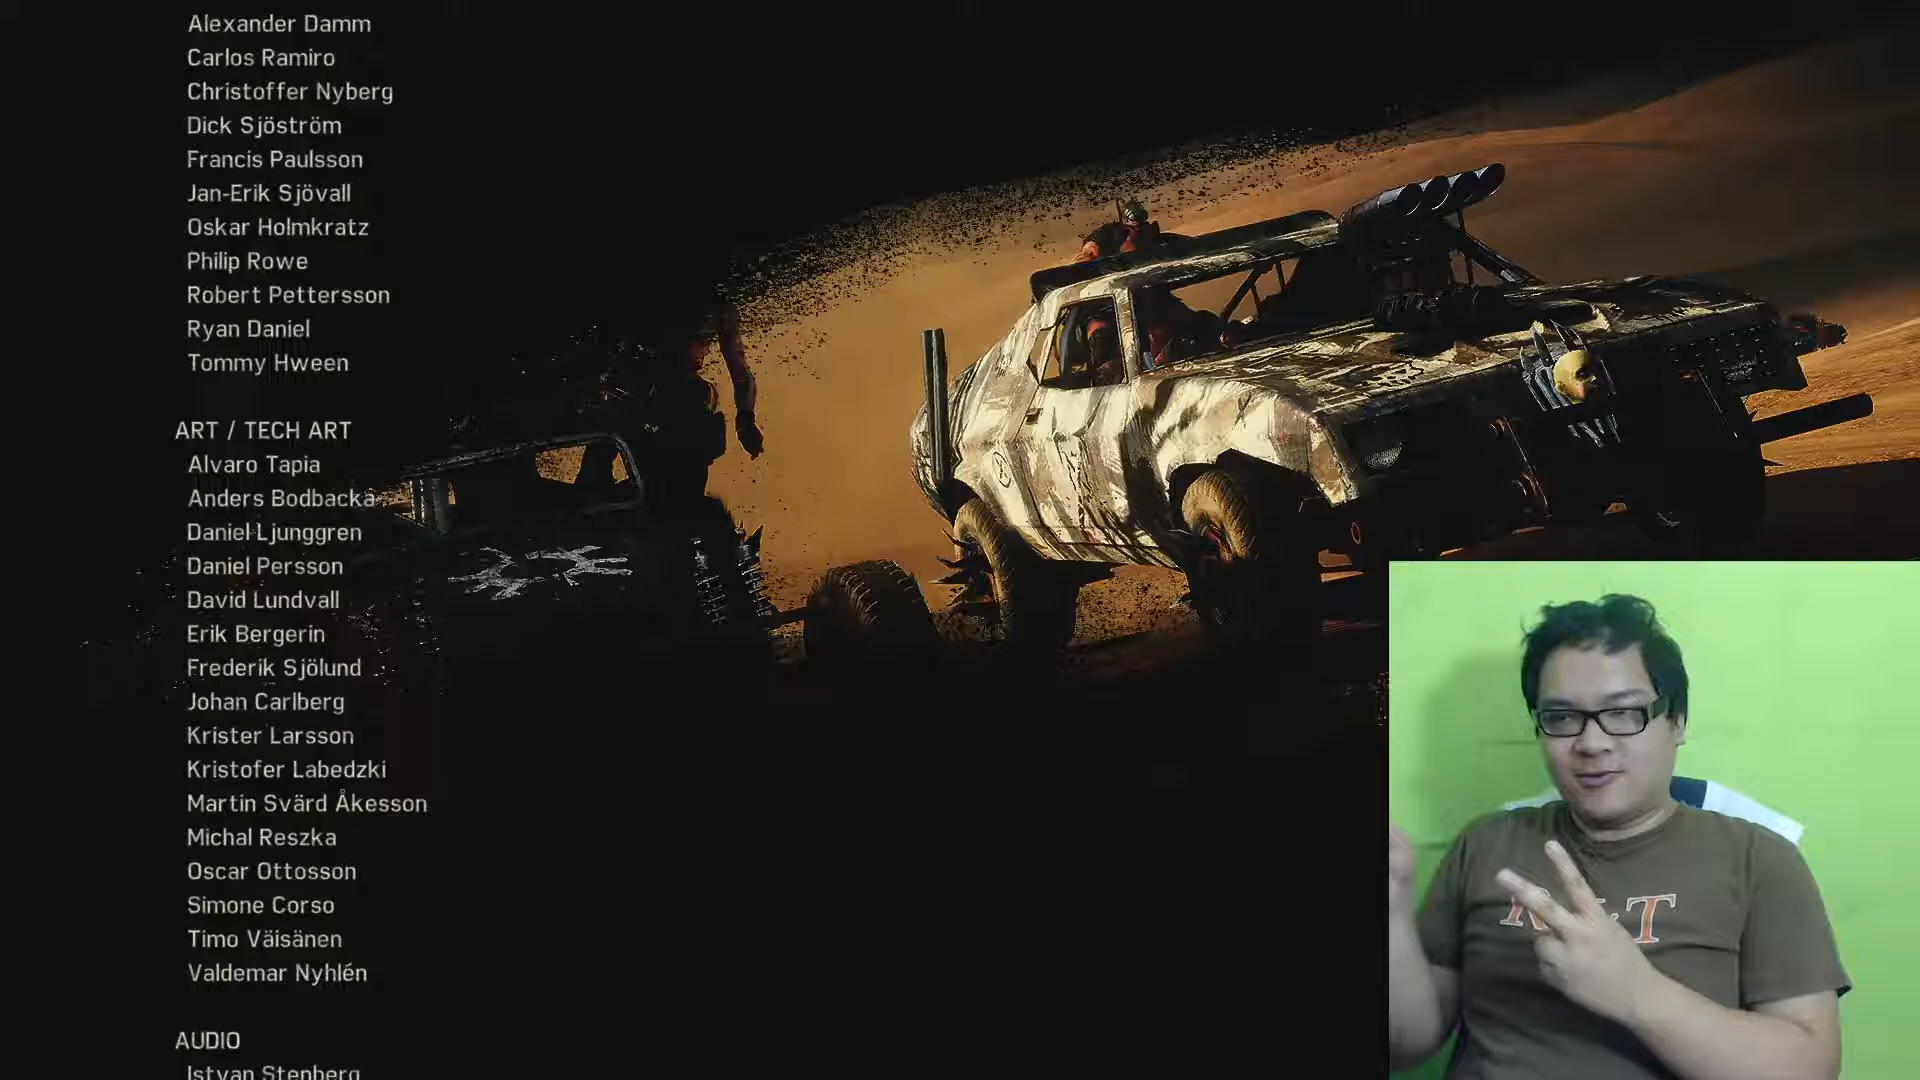 Alexander Damm
Carlos Ramiro
Christoffer Nyberg
Dick Sjöström
Francis Paulsson
Jan-Erik Sjövall
Oskar Holmkratz
Philip Rowe
Robert Pettersson
Ryan Daniel
Tommy Hween
ART / TECH ART
Alvaro Tapia
Anders Bodbacka
Daniel Ljunggren
Daniel Persson
David Lundvall
Erik Bergerin
Frederik Sjölund
Johan Carlberg
Krister Larsson
Kristofer Labedzki
Martin Svärd Åkesson
Michal Reszka
Oscar Ottosson
Simone Corso
Timo Väisänen
Valdemar Nyhlén
AUDIO
Istvan Stenberg